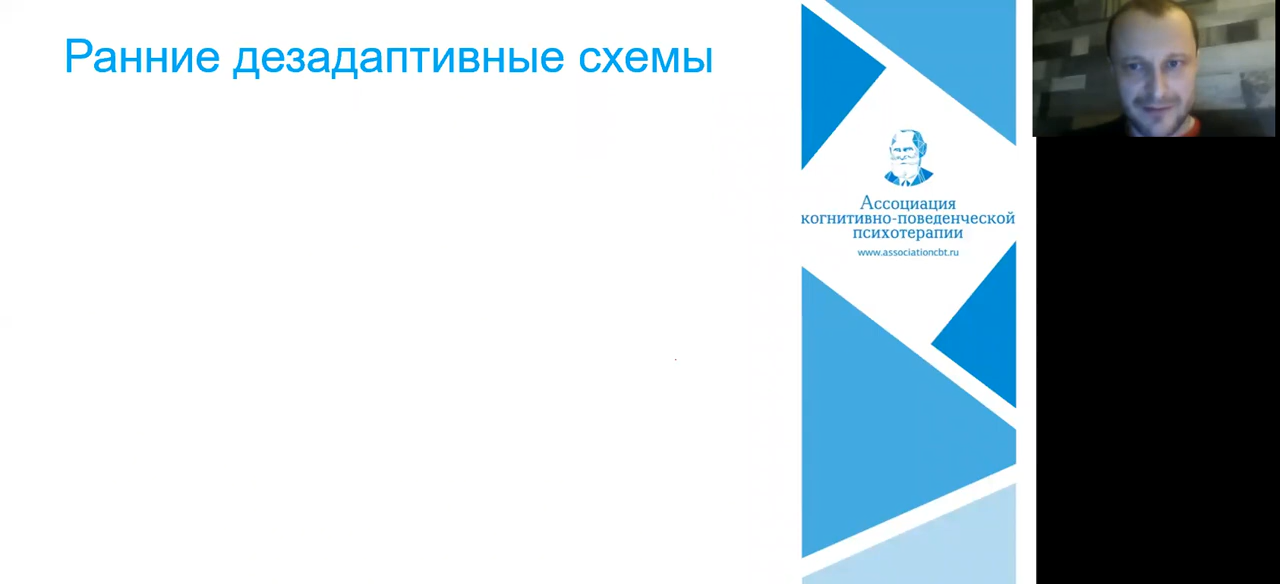 Ранние дезадаптивные схемы
Ассоциация
когнитивно-поведенческой
психотерапии
www.associationcbt.ru